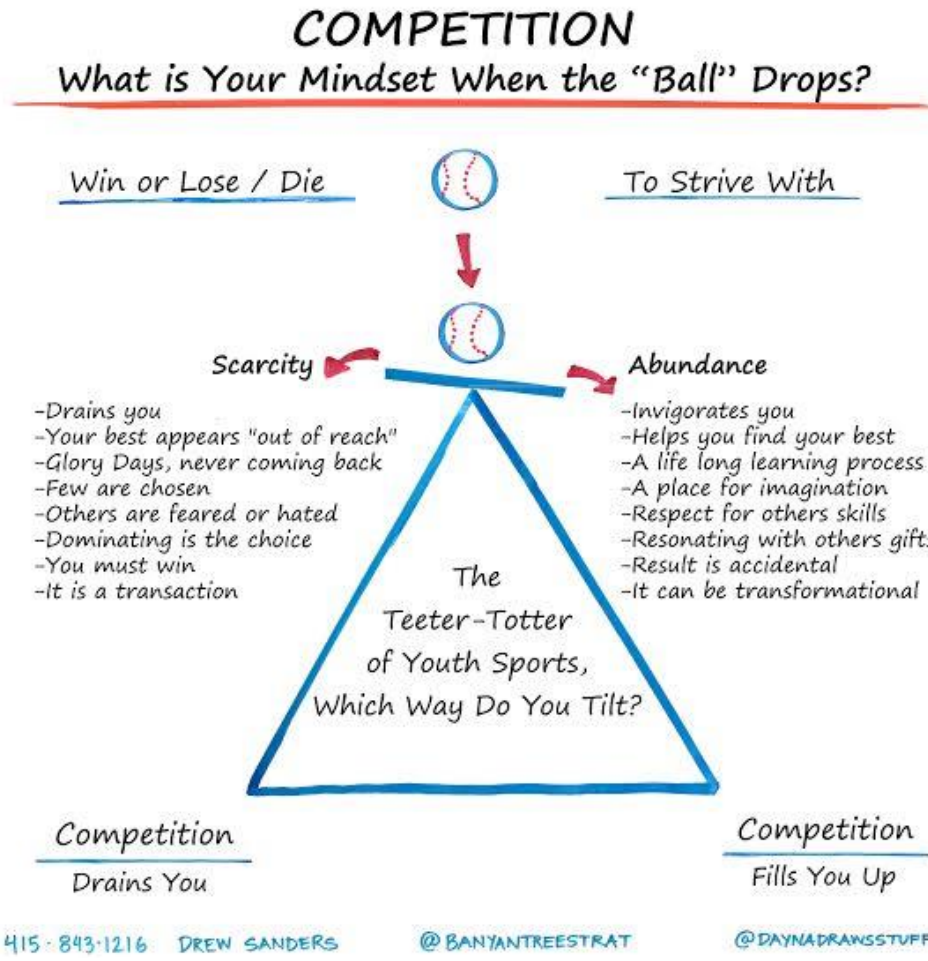 COMPETITION
What is Your Mindset When the “Ball” Drops?
Win or Lose / Die
To Strive With
Scarcity
-Drains you
-Your best appears "out of reach"
-Glory Days, never coming back
-Few are chosen
-Others are feared or hated
-Dominating is the choice
-You must win
-It is a transaction
Abundance
-Invigorates you
-Helps you find your best
-A life long learning process
-A place for imagination
-Respect for others skills
-Resonating with others gifts
-Result is accidental
-It can be transformational
The
Teeter-Totter
of Youth Sports,
Which Way Do You Tilt?
Competition
Drains You
Competition
Fills You Up
415-843-1216 DREW SANDERS
@BANYANTREESTRAT
@DAYNADRAWSSTUFF